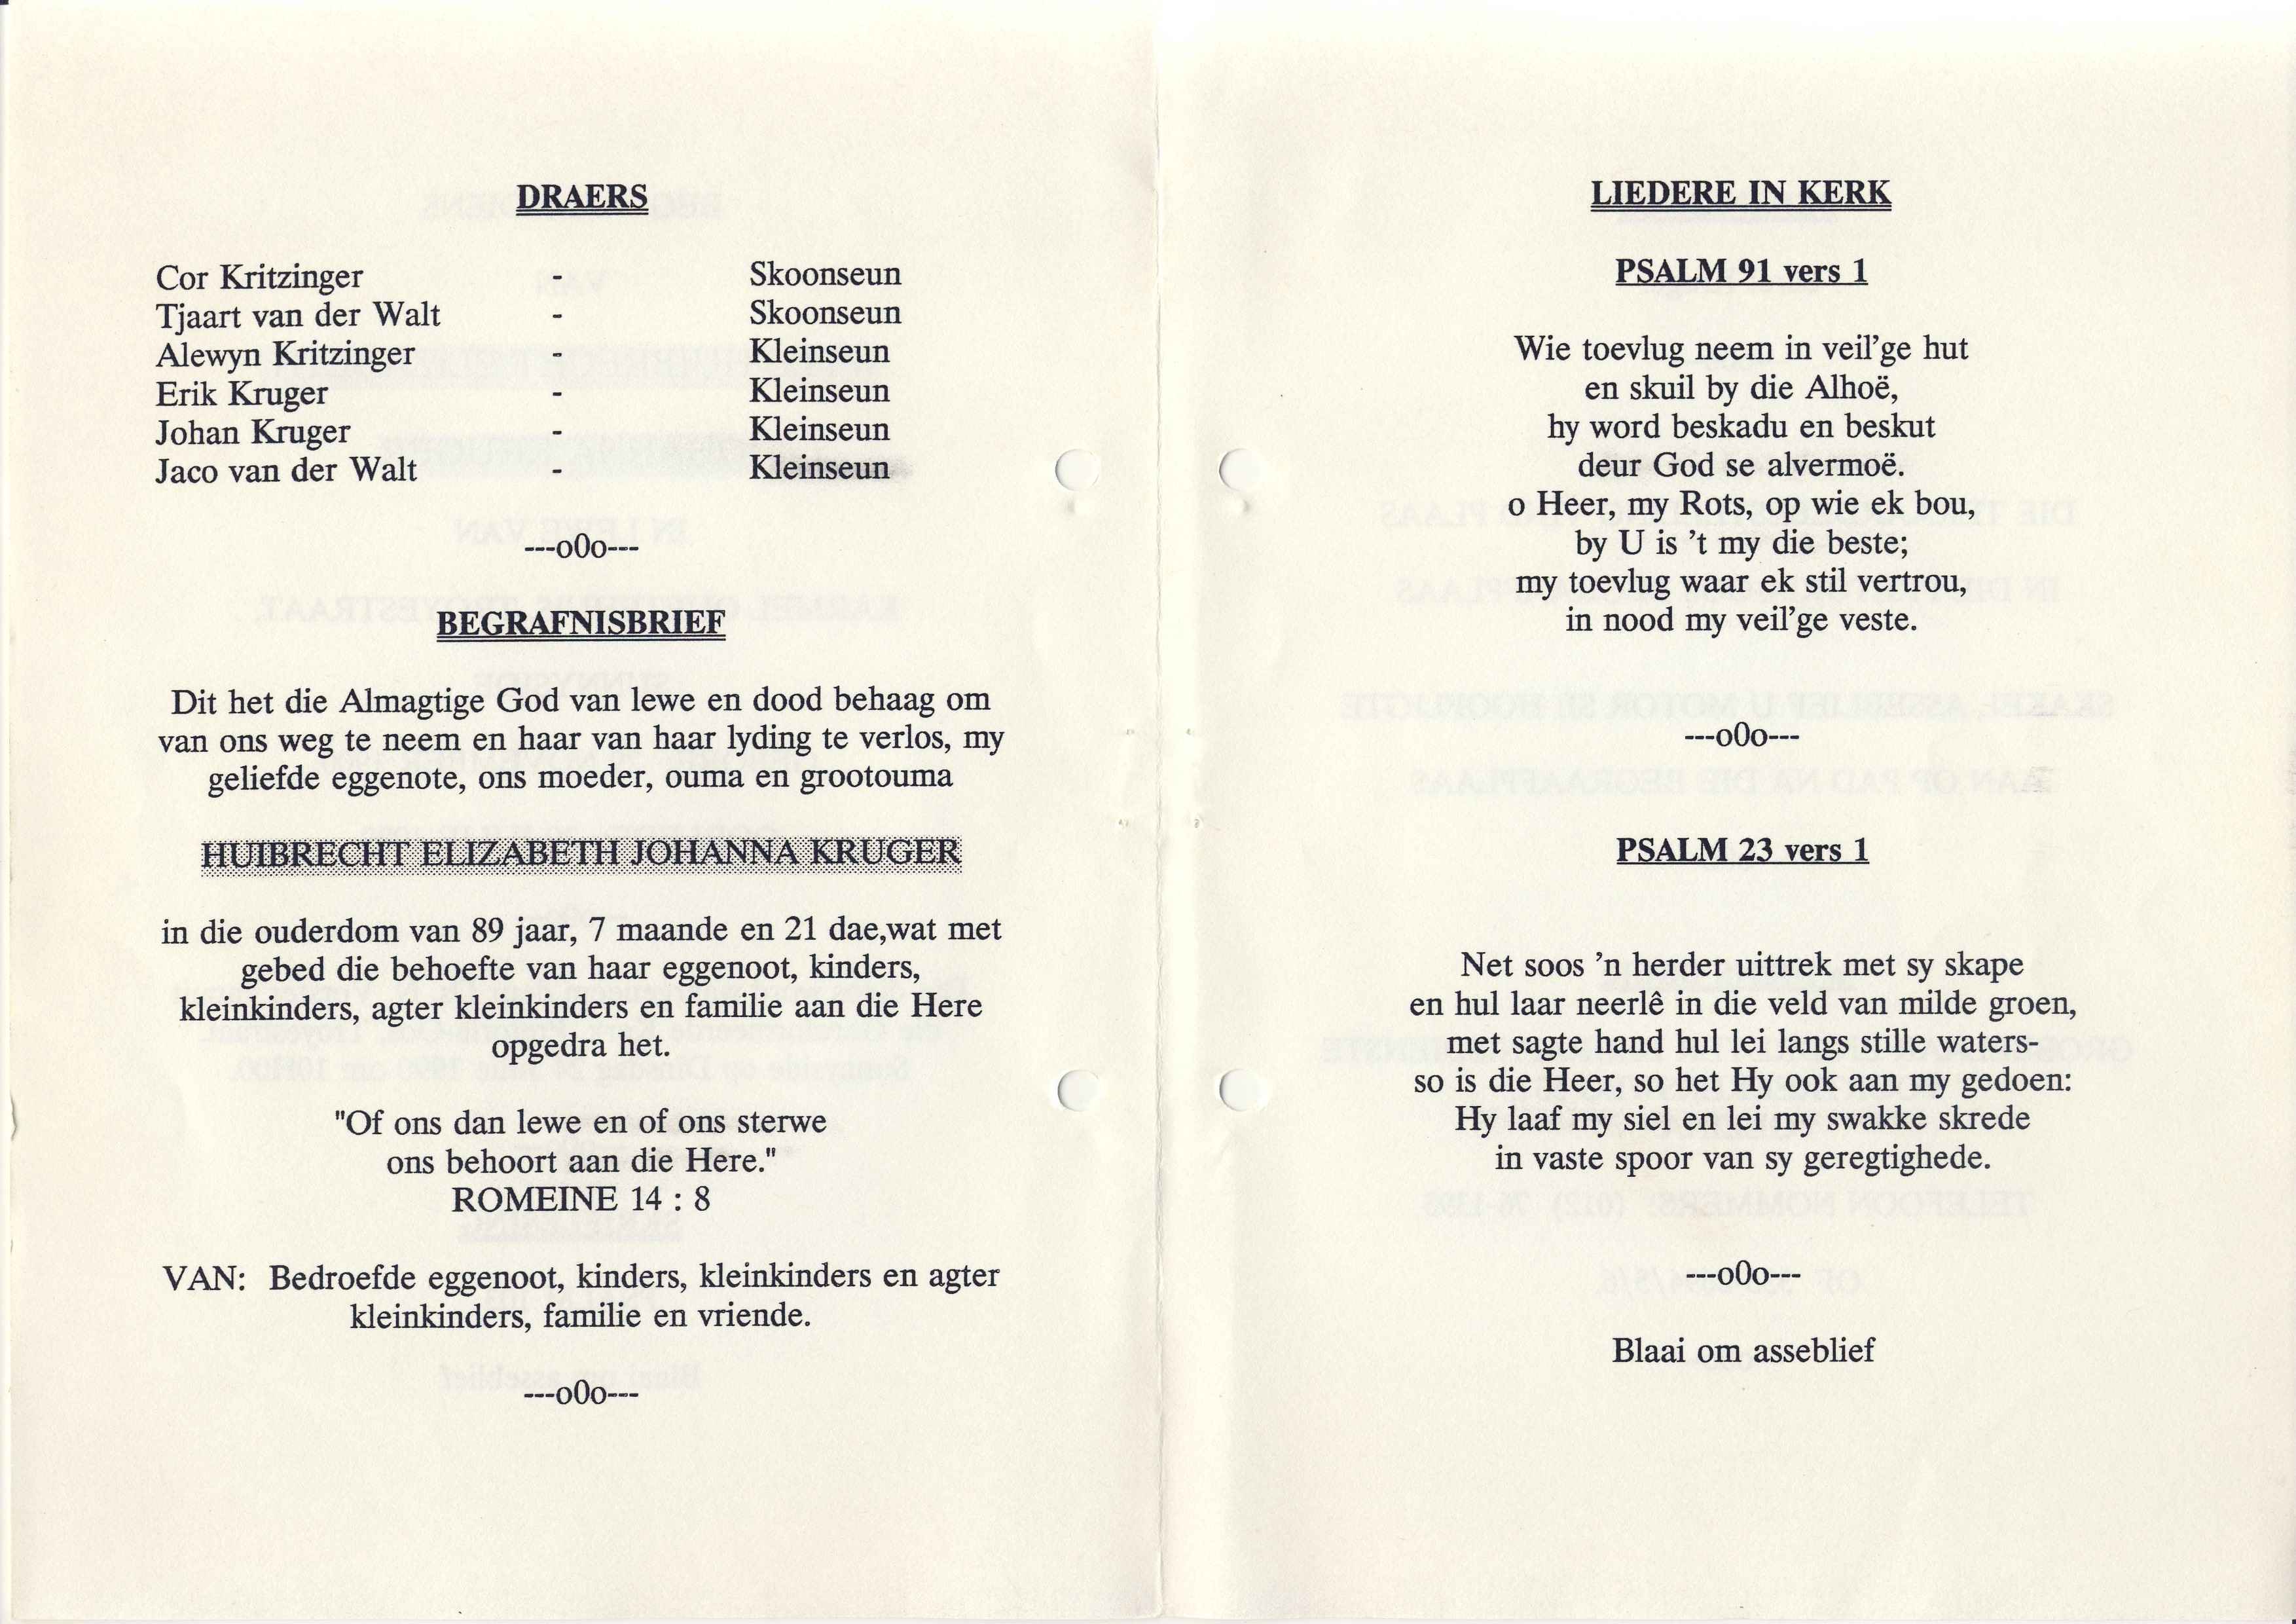 DRAERS
Cor Kritzinger - Skoonseun
Tjaart van der Walt - Skoonseun
Alewyn Kritzinger - Kleinseun
Erik Kruger - Kleinseun
Johan Kruger - Kleinseun
Jaco van der Walt - Kleinseun
---o0o---
BEGRAFNISBRIEF
Dit het die Almagtige God van lewe en dood behaag om
van ons weg te neem en haar van haar lyding te verlos, my
geliefde eggenote, ons moeder, ouma en grootouma
HUIBRECHT ELIZABETH JOHANNA KRUGER
in die ouderdom van 89 jaar, 7 maande en 21 dae,wat met
gebed die behoefte van haar eggenoot, kinders,
kleinkinders, agter kleinkinders en familie aan die Here
opgedra het.
"Of ons dan lewe en of ons sterwe
ons behoort aan die Here."
ROMEINE 14 : 8
VAN: Bedroefde eggenoot, kinders, kleinkinders en agter
kleinkinders, familie en vriende.
---o0o---
LIEDERE IN KERK
PSALM 91 vers 1
Wie toevlug neem in veil'ge hut
en skuil by die Alhoë,
hy word beskadu en beskut
deur God se alvermoë.
o Heer, my Rots, op wie ek bou,
by U is 't my die beste;
my toevlug waar ek stil vertrou,
in nood my veil'ge veste.
---o0o---
PSALM 23 vers 1
Net soos 'n herder uittrek met sy skape
en hul laar neerlê in die veld van milde groen,
met sagte hand hul lei langs stille waters-
so is die Heer, so het Hy ook aan my gedoen:
Hy laaf my siel en lei my swakke skrede
in vaste spoor van sy geregtighede.
---o0o---
Blaai om asseblief